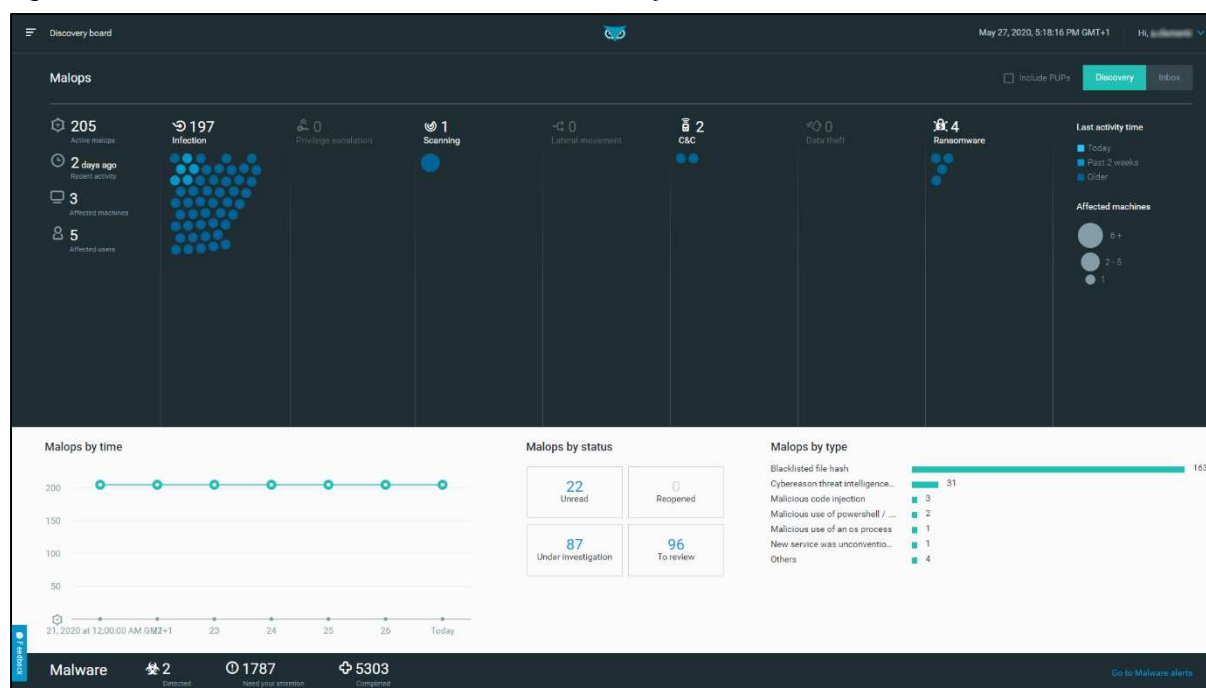 Discovery board
May 27, 2020, 5:18:16 PM GMT+1
Hi,
Malops
Include PUPs
Discovery
Inbox
205
Active malops
2 days ago
Recent activity
3
Affected machines
5
Affected users
197
Infection
0
Privilege escalation
1
Scanning
0
Lateral movement
2
C&C
0
Data theft
4
Ransomware
Last activity time
Today
Past 2 weeks
Older
Affected machines
6 +
2 - 5
1
Malops by time
200
150
100
50
21, 2020 at 12:00:00 AM GMT+1
23
24
25
26
Today
Malops by status
22
Unread
0
Reopened
87
Under investigation
96
To review
Malops by type
Blacklisted file hash 163
Cybereason threat intelligence... 31
Malicious code injection 3
Malicious use of powershell / .... 2
Malicious use of an os process 1
New service was unconventio... 1
Others 4
Feedback
Malware
2
Detected
1787
Need your attention
5303
Completed
Go to Malware alerts